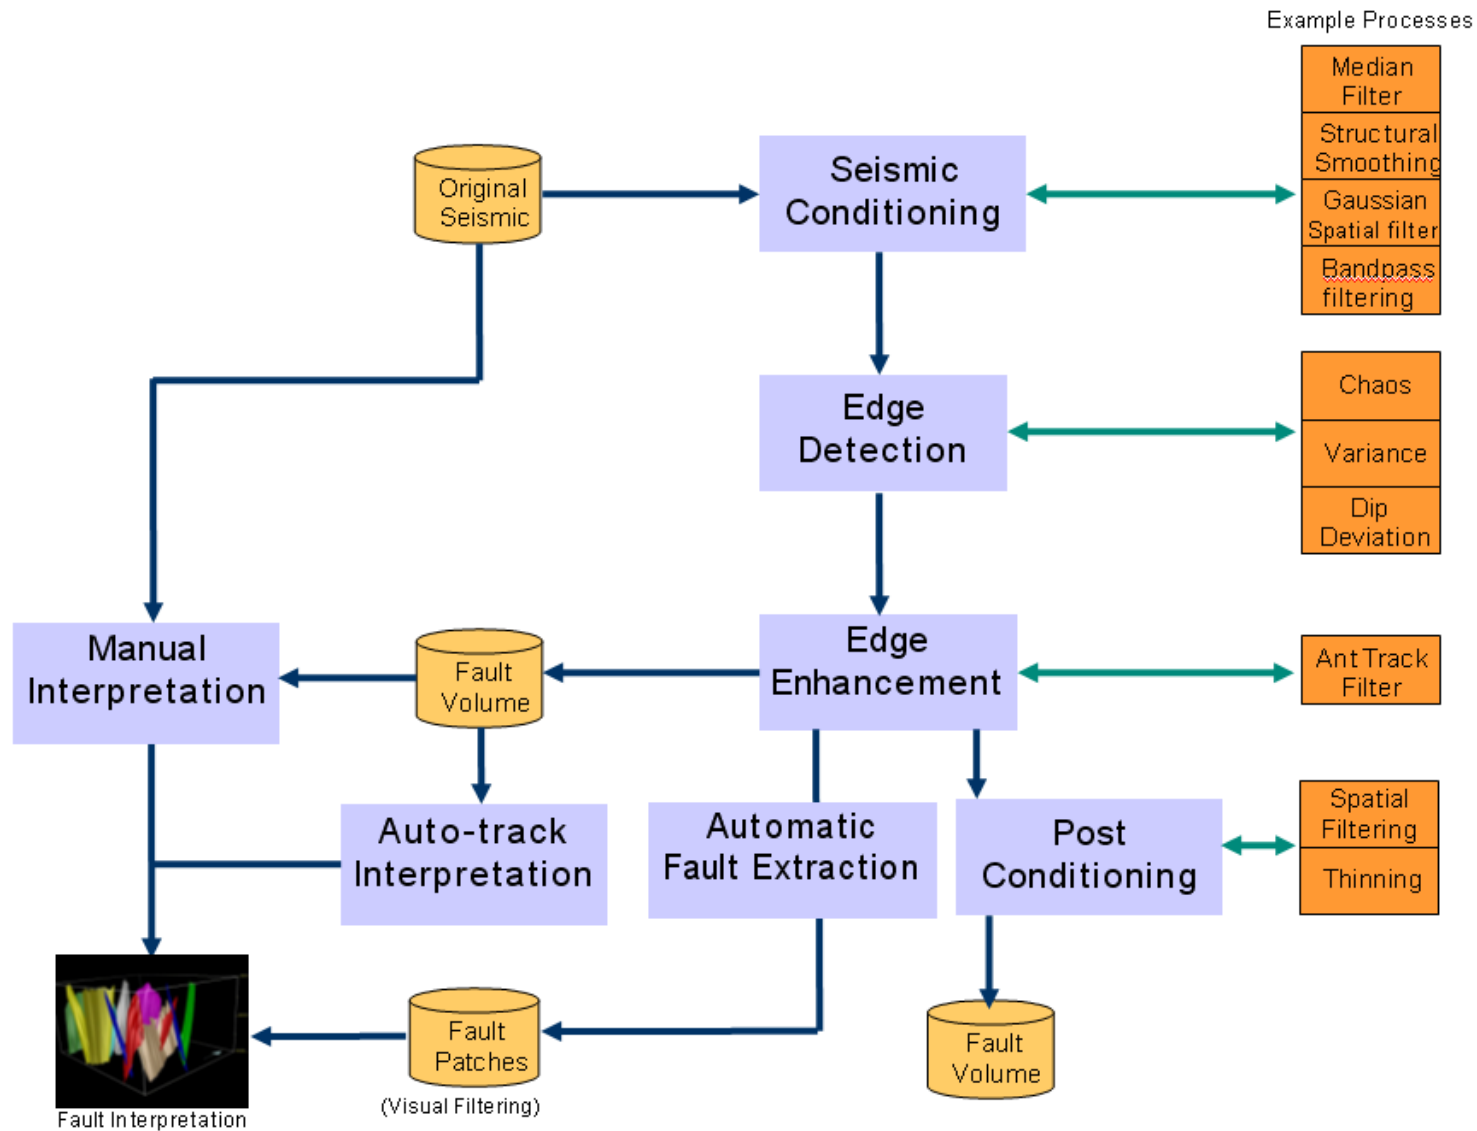 Example Processes
Median
Filter
Structural
Smoothing
Gaussian
Spatial filter
Bandpass
filtering
Original
Seismic
Seismic
Conditioning
Chaos
Variance
Dip
Deviation
Edge
Detection
Manual
Interpretation
Fault
Volume
Edge
Enhancement
Ant Track
Filter
Auto-track
Interpretation
Automatic
Fault Extraction
Post
Conditioning
Spatial
Filtering
Thinning
Fault Interpretation
Fault
Patches
(Visual Filtering)
Fault
Volume